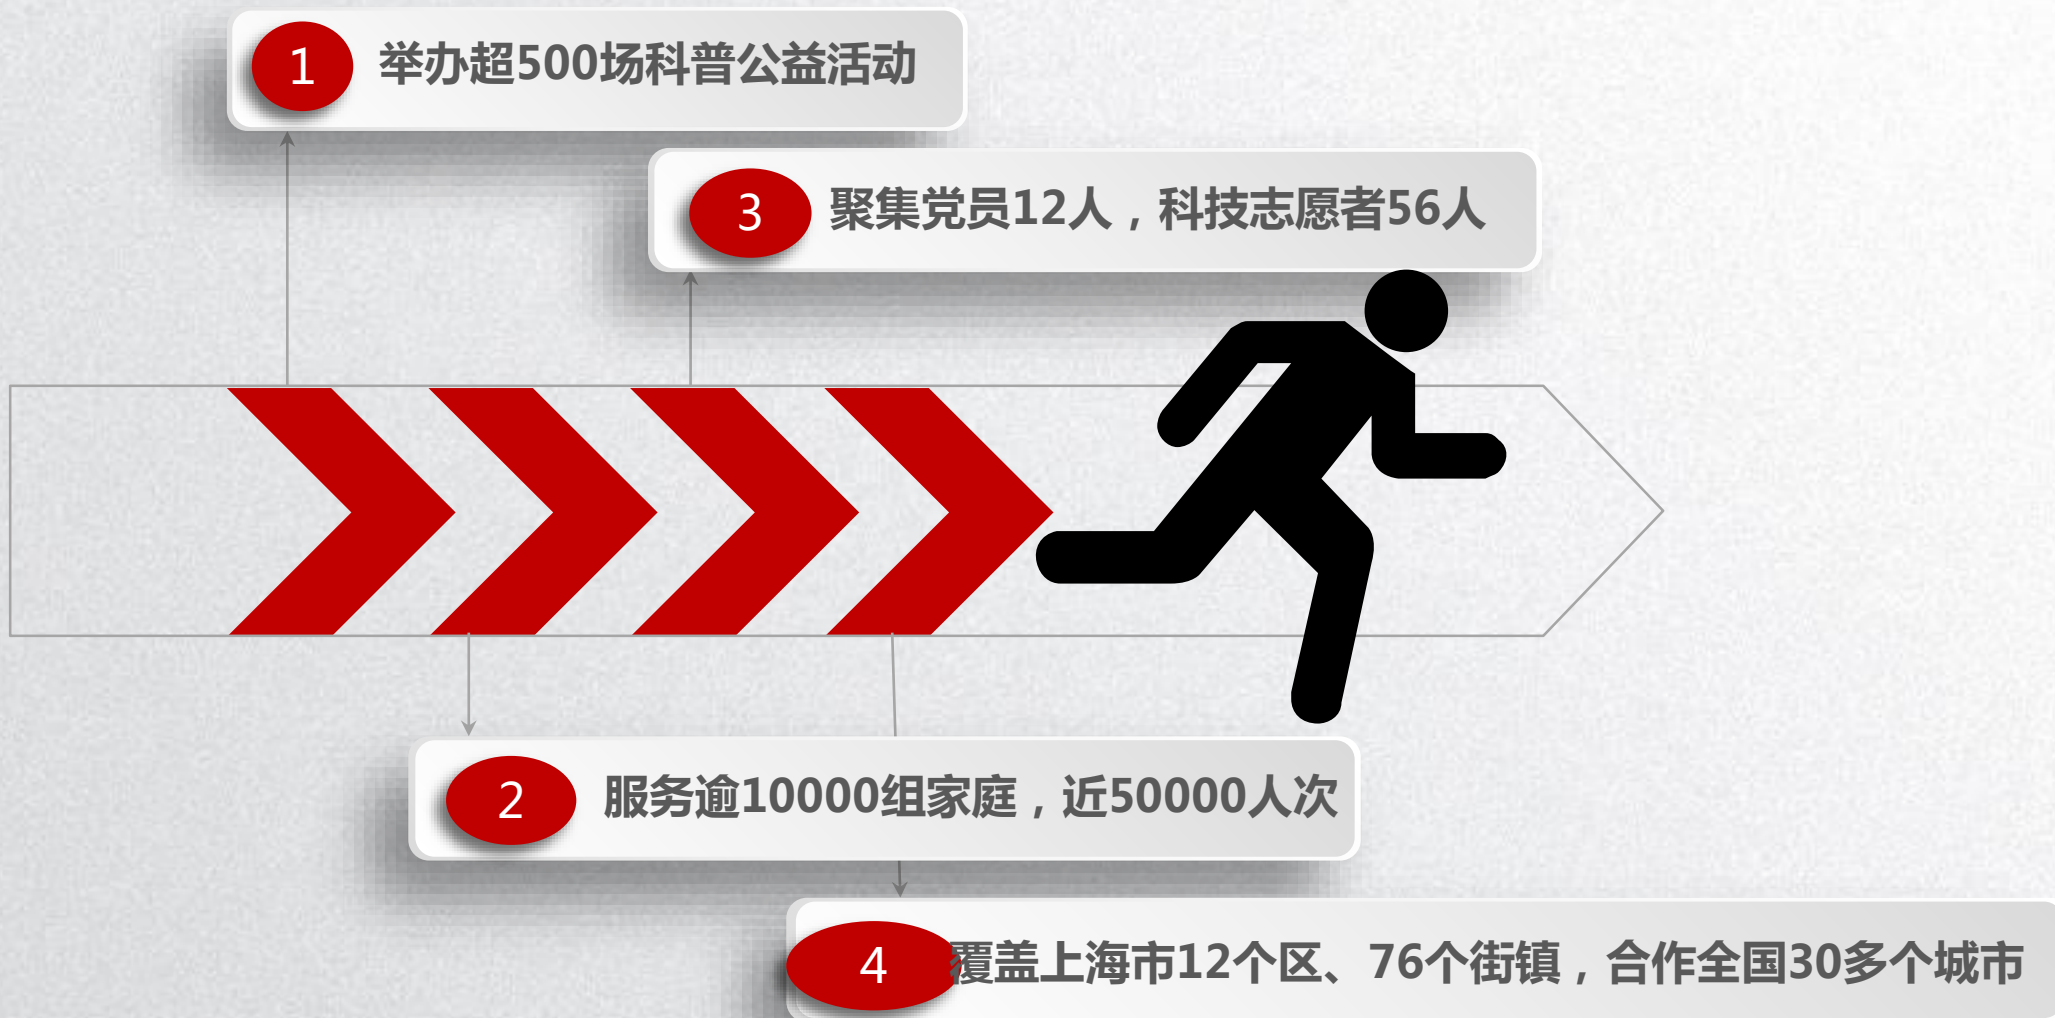 1 举办超500场科普公益活动
3 聚集党员12人，科技志愿者56人
2 服务逾10000组家庭，近50000人次
4 覆盖上海市12个区、76个街镇，合作全国30多个城市